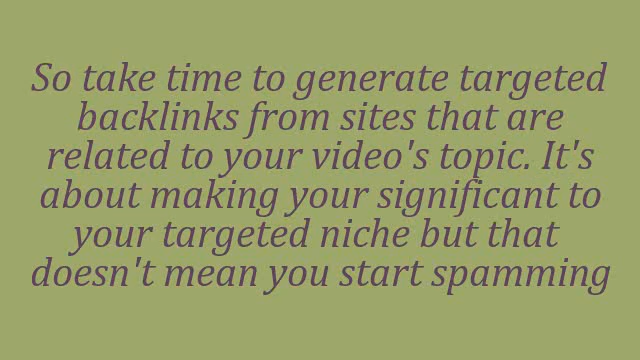 So take time to generate targeted
backlinks from sites that are
related to your video's topic. It's
about making your significant to
your targeted niche but that
doesn't mean you start spamming